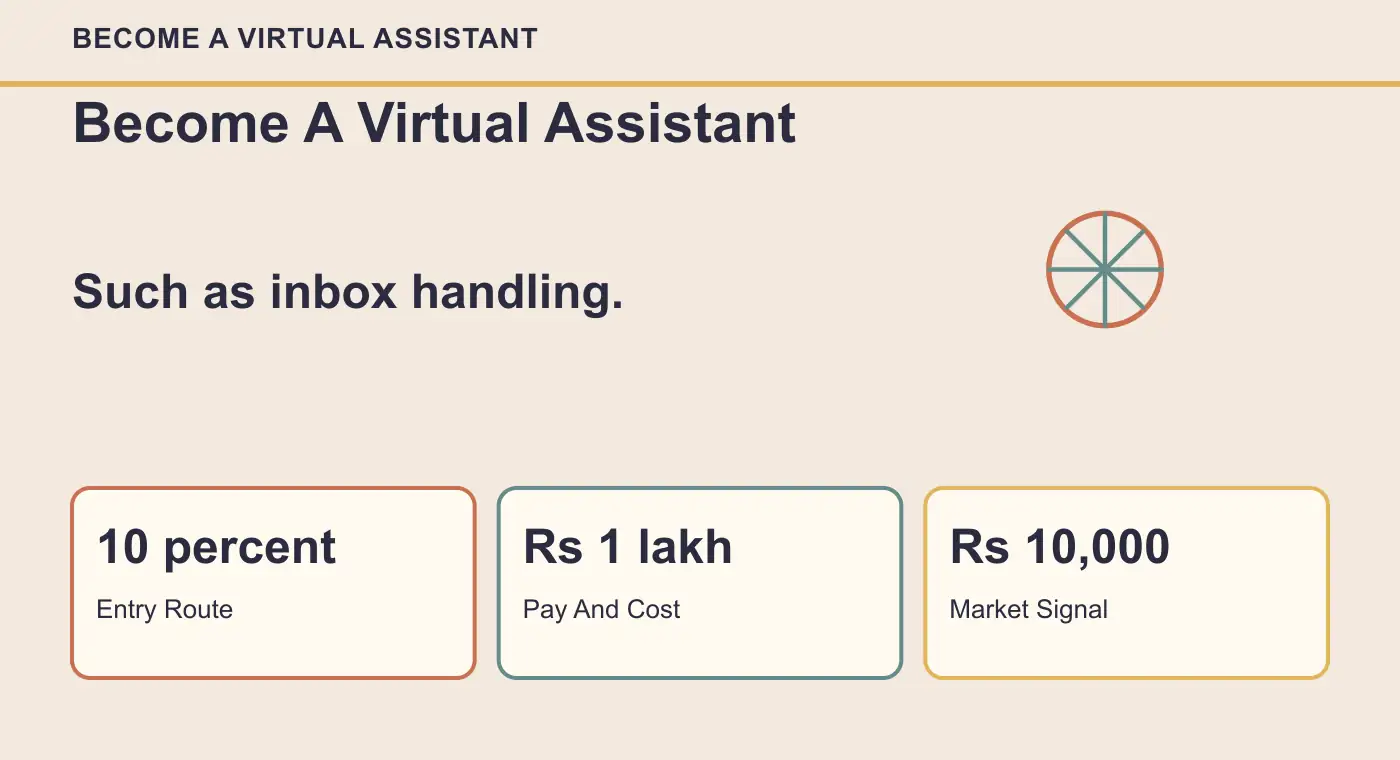 BECOME A VIRTUAL ASSISTANT
Become A Virtual Assistant
Such as inbox handling.
10 percent
Entry Route
Rs 1 lakh
Pay And Cost
Rs 10,000
Market Signal